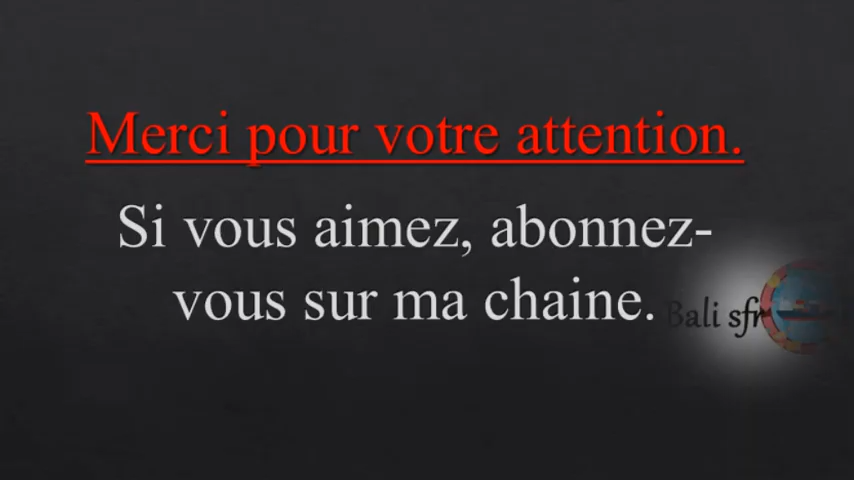 Merci pour votre attention.
Si vous aimez, abonnez-
vous sur ma chaine.
Bali sfr